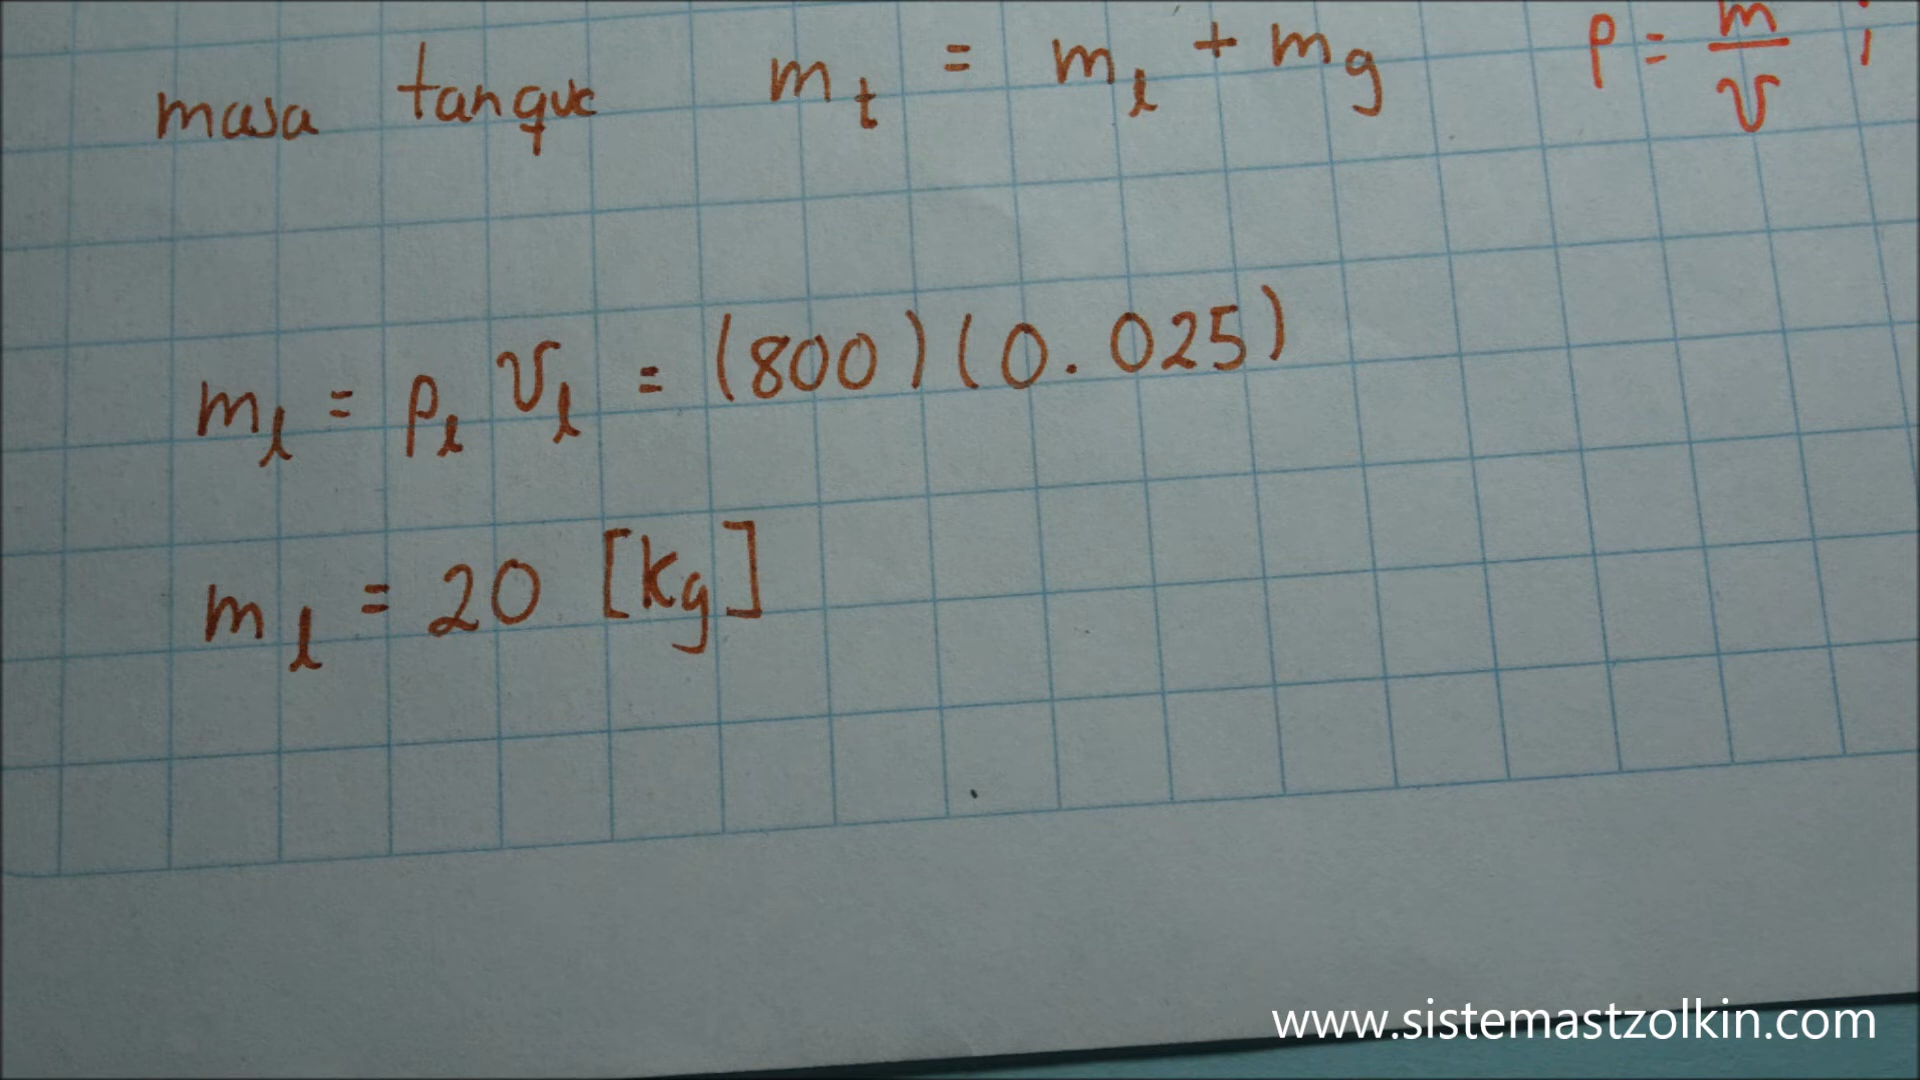 masa tanque m_t = m_l + m_g ρ = m/V ;
m_l = ρ_l V_l = (800)(0.025)
m_l = 20 [kg]
www.sistemastzolkin.com